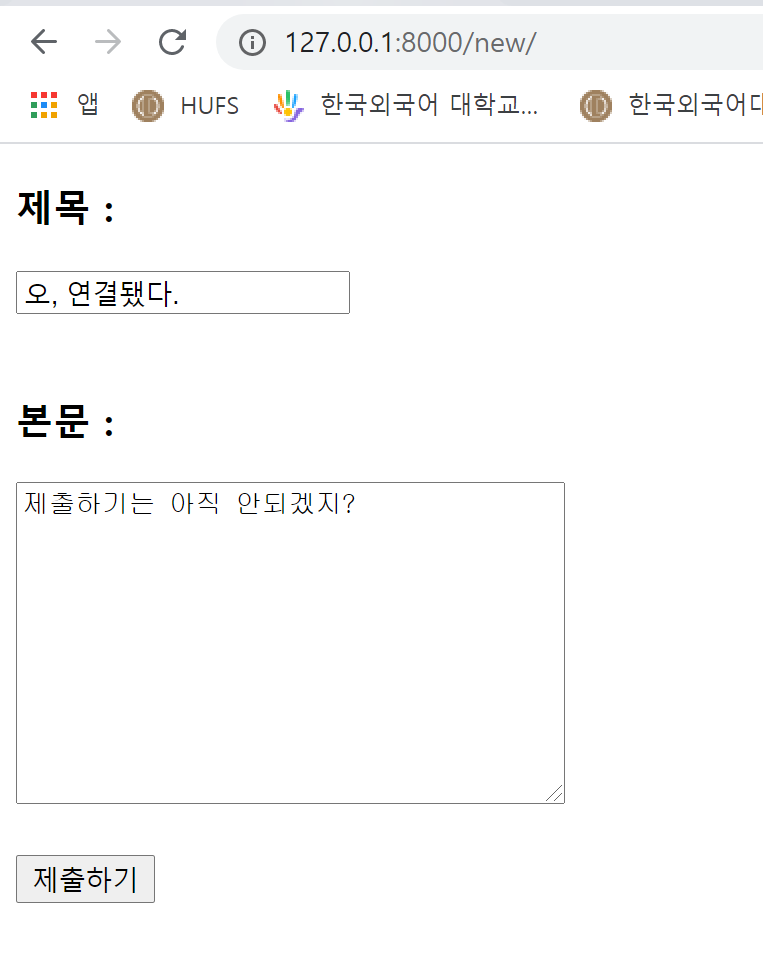 127.0.0.1:8000/new/
앱 HUFS 한국외국어 대학교... 한국외국어대
제목 :
오, 연결됐다.
본문 :
제출하기는 아직 안되겠지?
제출하기